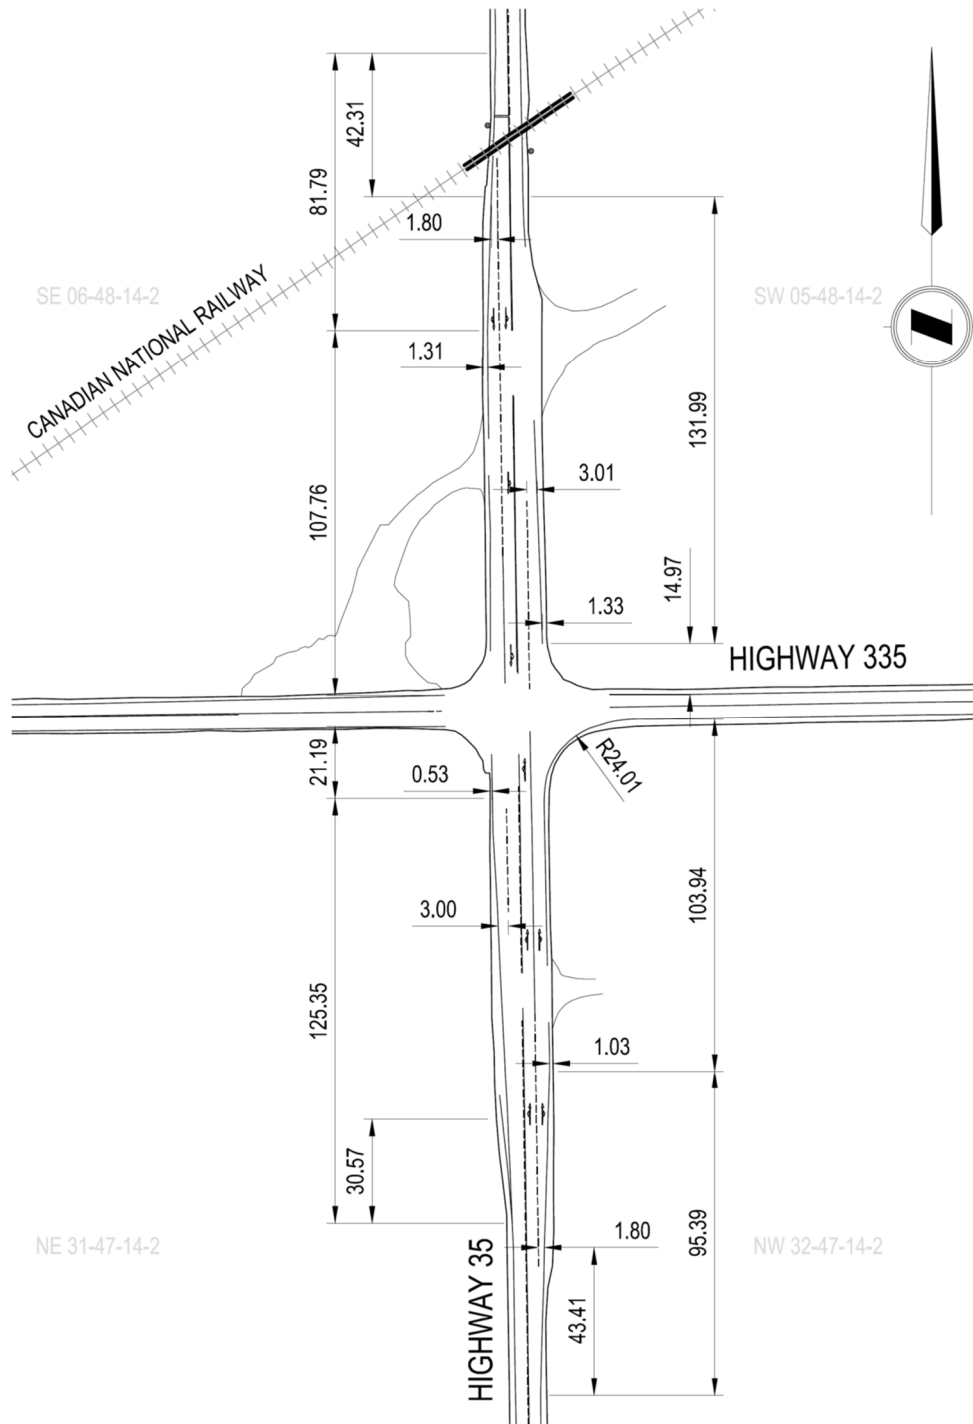 42.31
81.79
1.80
CANADIAN NATIONAL RAILWAY
SE 06-48-14-2
SW 05-48-14-2
1.31
131.99
3.01
107.76
14.97
1.33
HIGHWAY 335
21.19
0.53
R24.01
103.94
3.00
125.35
1.03
30.57
1.80
95.39
NE 31-47-14-2
NW 32-47-14-2
HIGHWAY 35
43.41